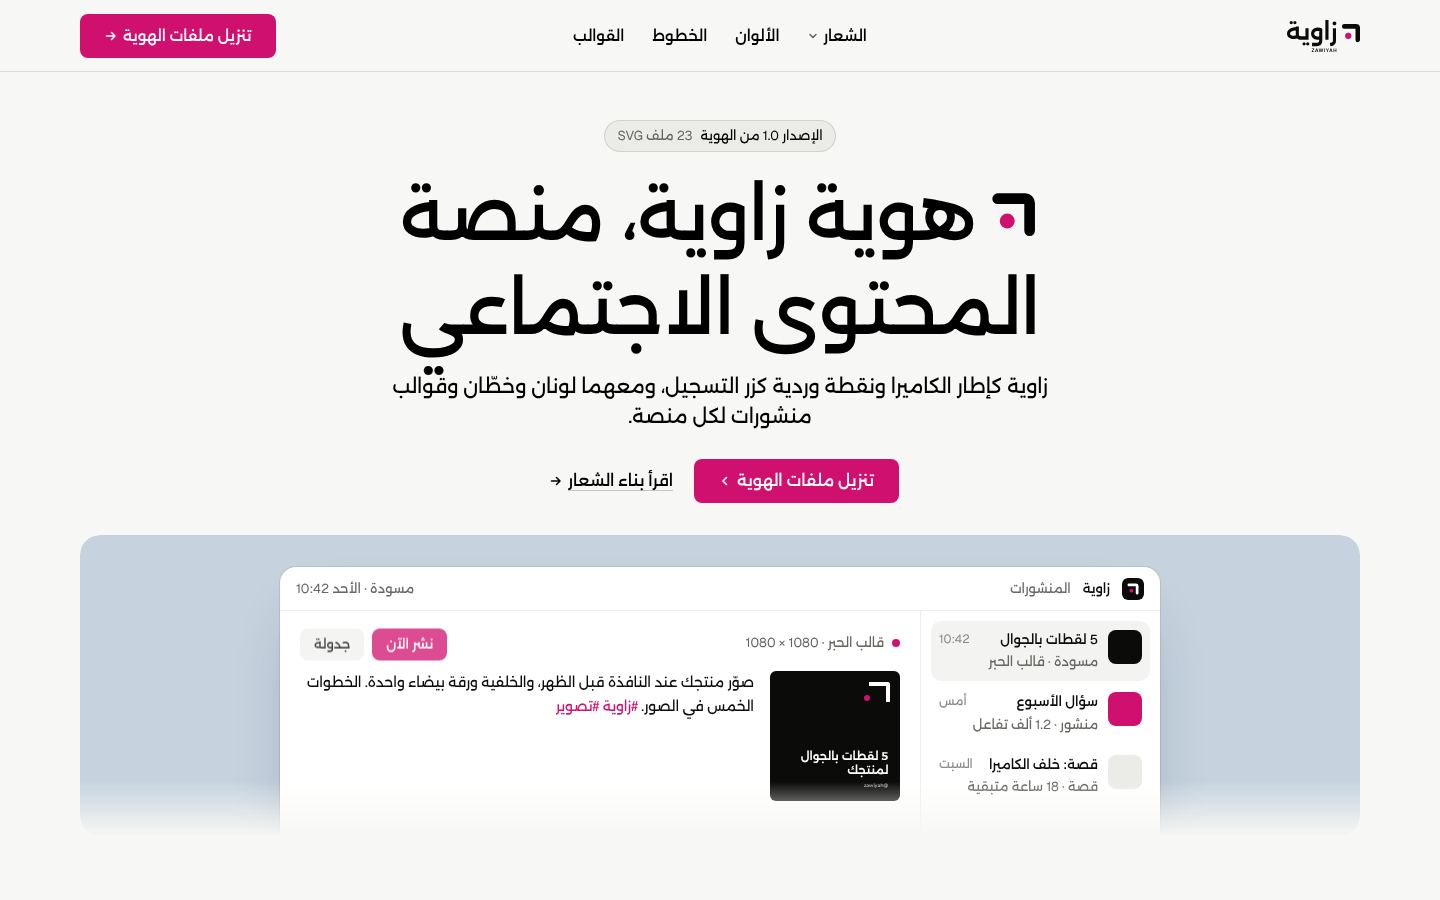 زاوية
ZAWIYAH
الشعار
الألوان
الخطوط
القوالب
تنزيل ملفات الهوية
الإصدار 1.0 من الهوية 23 ملف SVG
هوية زاوية، منصة
المحتوى الاجتماعي
زاوية كإطار الكاميرا ونقطة وردية كزر التسجيل، ومعهما لونان وخطّان وقوالب
منشورات لكل منصة.
تنزيل ملفات الهوية
اقرأ بناء الشعار
زاوية المنشورات
مسودة · الأحد 10:42
5 لقطات بالجوال 10:42
مسودة · قالب الحبر
سؤال الأسبوع أمس
منشور · 1.2 ألف تفاعل
قصة: خلف الكاميرا السبت
قصة · 18 ساعة متبقية
قالب الحبر · 1080 × 1080
نشر الآن
جدولة
5 لقطات بالجوال
لمنتجك
@zawiyah
صوّر منتجك عند النافذة قبل الظهر، والخلفية ورقة بيضاء واحدة. الخطوات
الخمس في الصور. #زاوية #تصوير